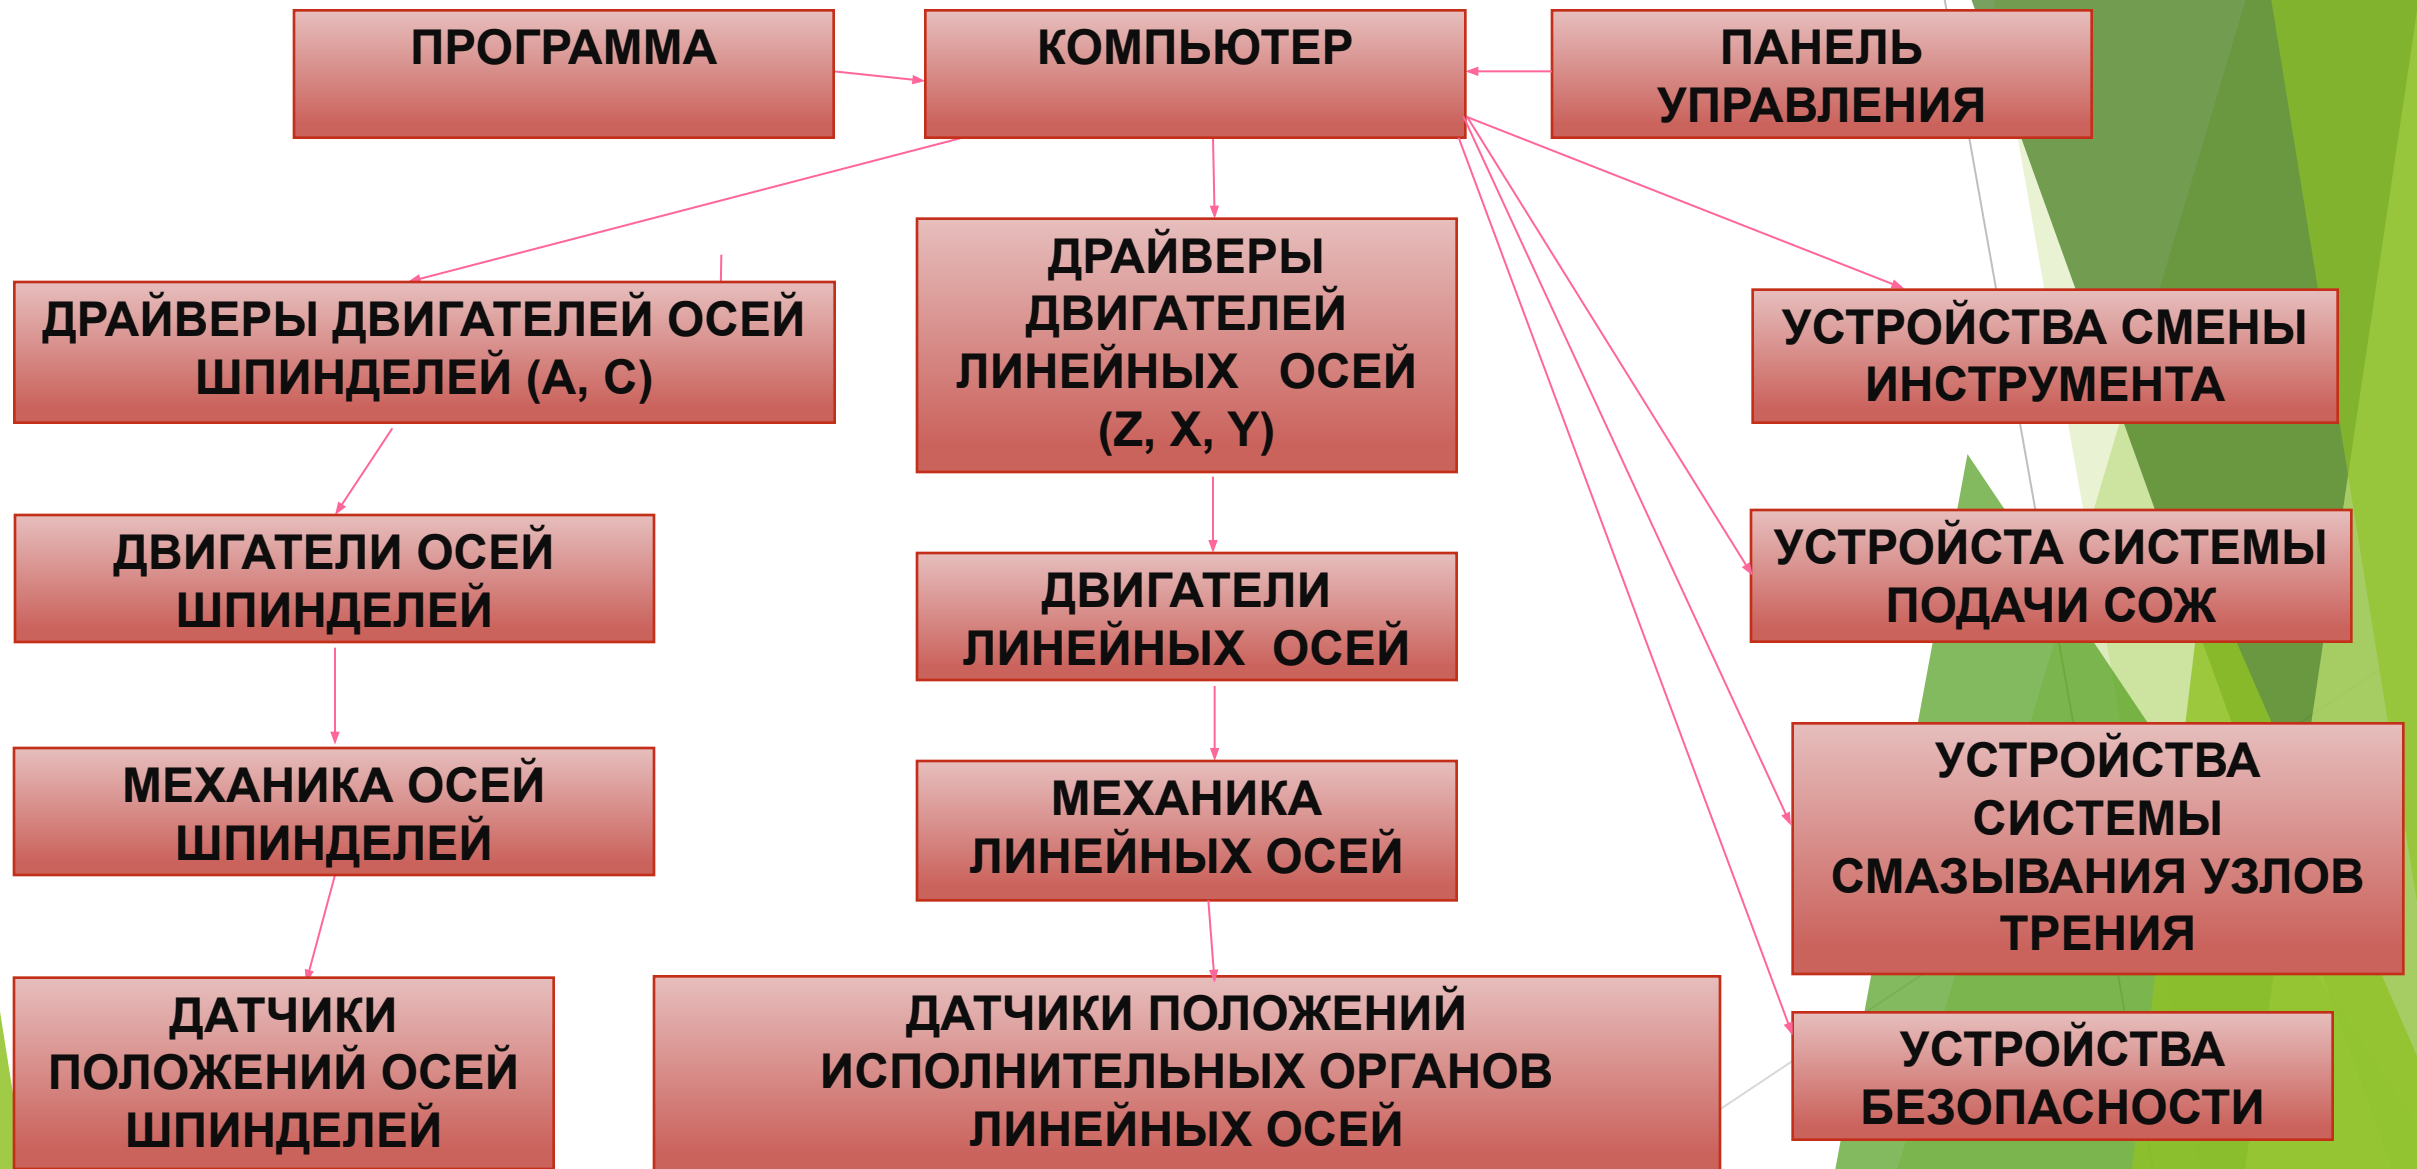 ПРОГРАММА
КОМПЬЮТЕР
ПАНЕЛЬ
УПРАВЛЕНИЯ
ДРАЙВЕРЫ ДВИГАТЕЛЕЙ ОСЕЙ
ШПИНДЕЛЕЙ (А, С)
ДРАЙВЕРЫ
ДВИГАТЕЛЕЙ
ЛИНЕЙНЫХ ОСЕЙ
(Z, X, Y)
УСТРОЙСТВА СМЕНЫ
ИНСТРУМЕНТА
ДВИГАТЕЛИ ОСЕЙ
ШПИНДЕЛЕЙ
ДВИГАТЕЛИ
ЛИНЕЙНЫХ ОСЕЙ
УСТРОЙСТА СИСТЕМЫ
ПОДАЧИ СОЖ
МЕХАНИКА ОСЕЙ
ШПИНДЕЛЕЙ
МЕХАНИКА
ЛИНЕЙНЫХ ОСЕЙ
УСТРОЙСТВА
СИСТЕМЫ
СМАЗЫВАНИЯ УЗЛОВ
ТРЕНИЯ
ДАТЧИКИ
ПОЛОЖЕНИЙ ОСЕЙ
ШПИНДЕЛЕЙ
ДАТЧИКИ ПОЛОЖЕНИЙ
ИСПОЛНИТЕЛЬНЫХ ОРГАНОВ
ЛИНЕЙНЫХ ОСЕЙ
УСТРОЙСТВА
БЕЗОПАСНОСТИ